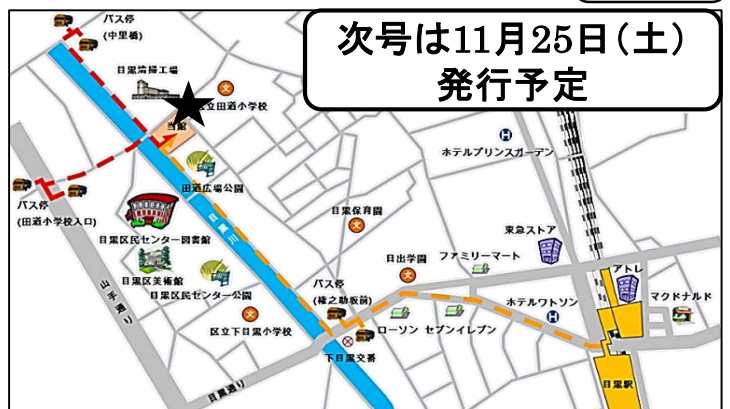 次号は11月25日（土）
発行予定
バス停
(中里橋)
目黒清掃工場
区立田道小学校
当館
ホテルプリンスガーデン
田道広場公園
バス停
(田道小学校入口)
目黒川
目黒保育園
東急ストア
目黒区民センター図書館
日出学園
ファミリーマート
アトレ
目黒区美術館
目黒区民センター公園
バス停
(権之助坂前)
ホテルワトソン
マクドナルド
山手通り
区立下目黒小学校
ローソン セブンイレブン
下目黒交番
目黒通り
目黒駅